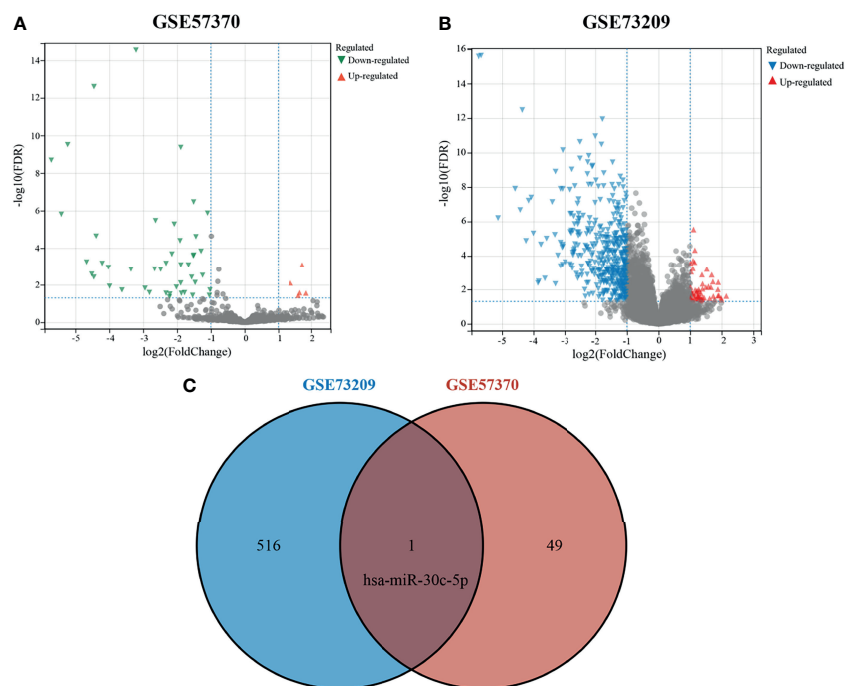 A
GSE57370
-log10(FDR)
14
12
10
8
6
4
2
0
-5
-4
-3
-2
-1
0
1
2
log2(FoldChange)
Regulated
Down-regulated
Up-regulated
B
GSE73209
-log10(FDR)
16
14
12
10
8
6
4
2
0
-5
-4
-3
-2
-1
0
1
2
3
log2(FoldChange)
Regulated
Down-regulated
Up-regulated
C
GSE73209
GSE57370
516
1
49
hsa-miR-30c-5p